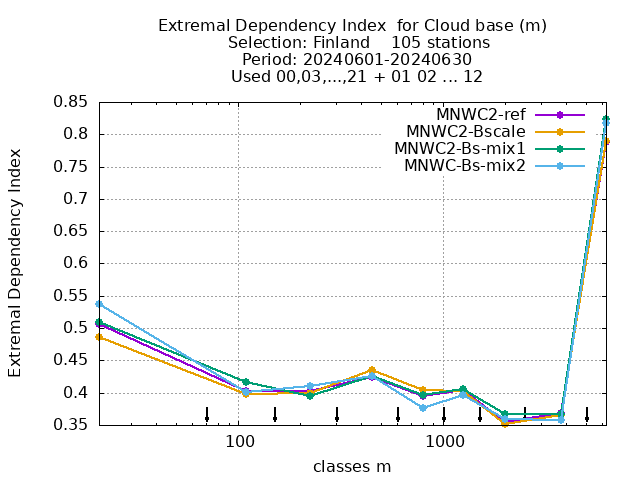 Extremal Dependency Index  for Cloud base (m)
Selection: Finland    105 stations
Period: 20240601-20240630
Used 00,03,...,21 + 01 02 ... 12
Extremal Dependency Index
0.85
0.8
0.75
0.7
0.65
0.6
0.55
0.5
0.45
0.4
0.35
MNWC2-ref
MNWC2-Bscale
MNWC2-Bs-mix1
MNWC-Bs-mix2
100
1000
classes m